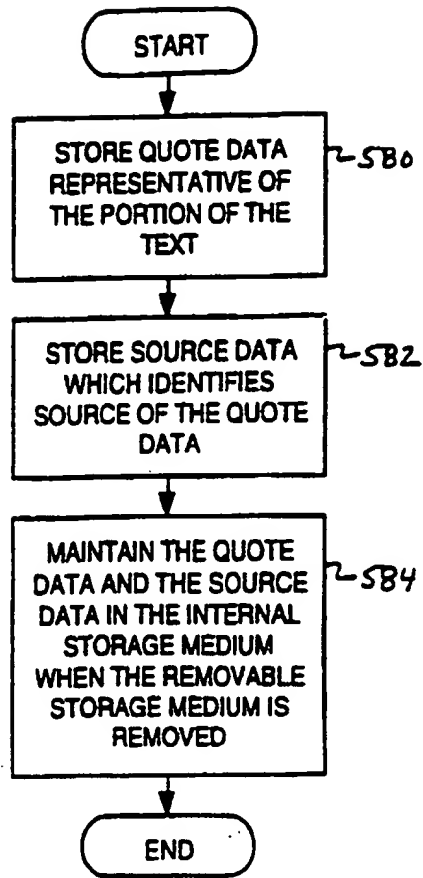 START
STORE QUOTE DATA
REPRESENTATIVE OF
THE PORTION OF THE
TEXT
580
STORE SOURCE DATA
WHICH IDENTIFIES
SOURCE OF THE QUOTE
DATA
582
MAINTAIN THE QUOTE
DATA AND THE SOURCE
DATA IN THE INTERNAL
STORAGE MEDIUM
WHEN THE REMOVABLE
STORAGE MEDIUM IS
REMOVED
584
END